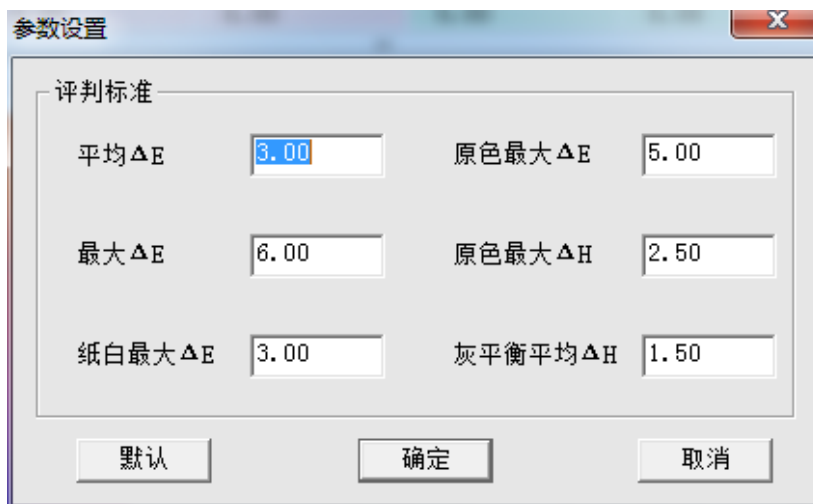 参数设置
评判标准
平均ΔE 3.00 原色最大ΔE 5.00
最大ΔE 6.00 原色最大ΔH 2.50
纸白最大ΔE 3.00 灰平衡平均ΔH 1.50
默认 确定 取消